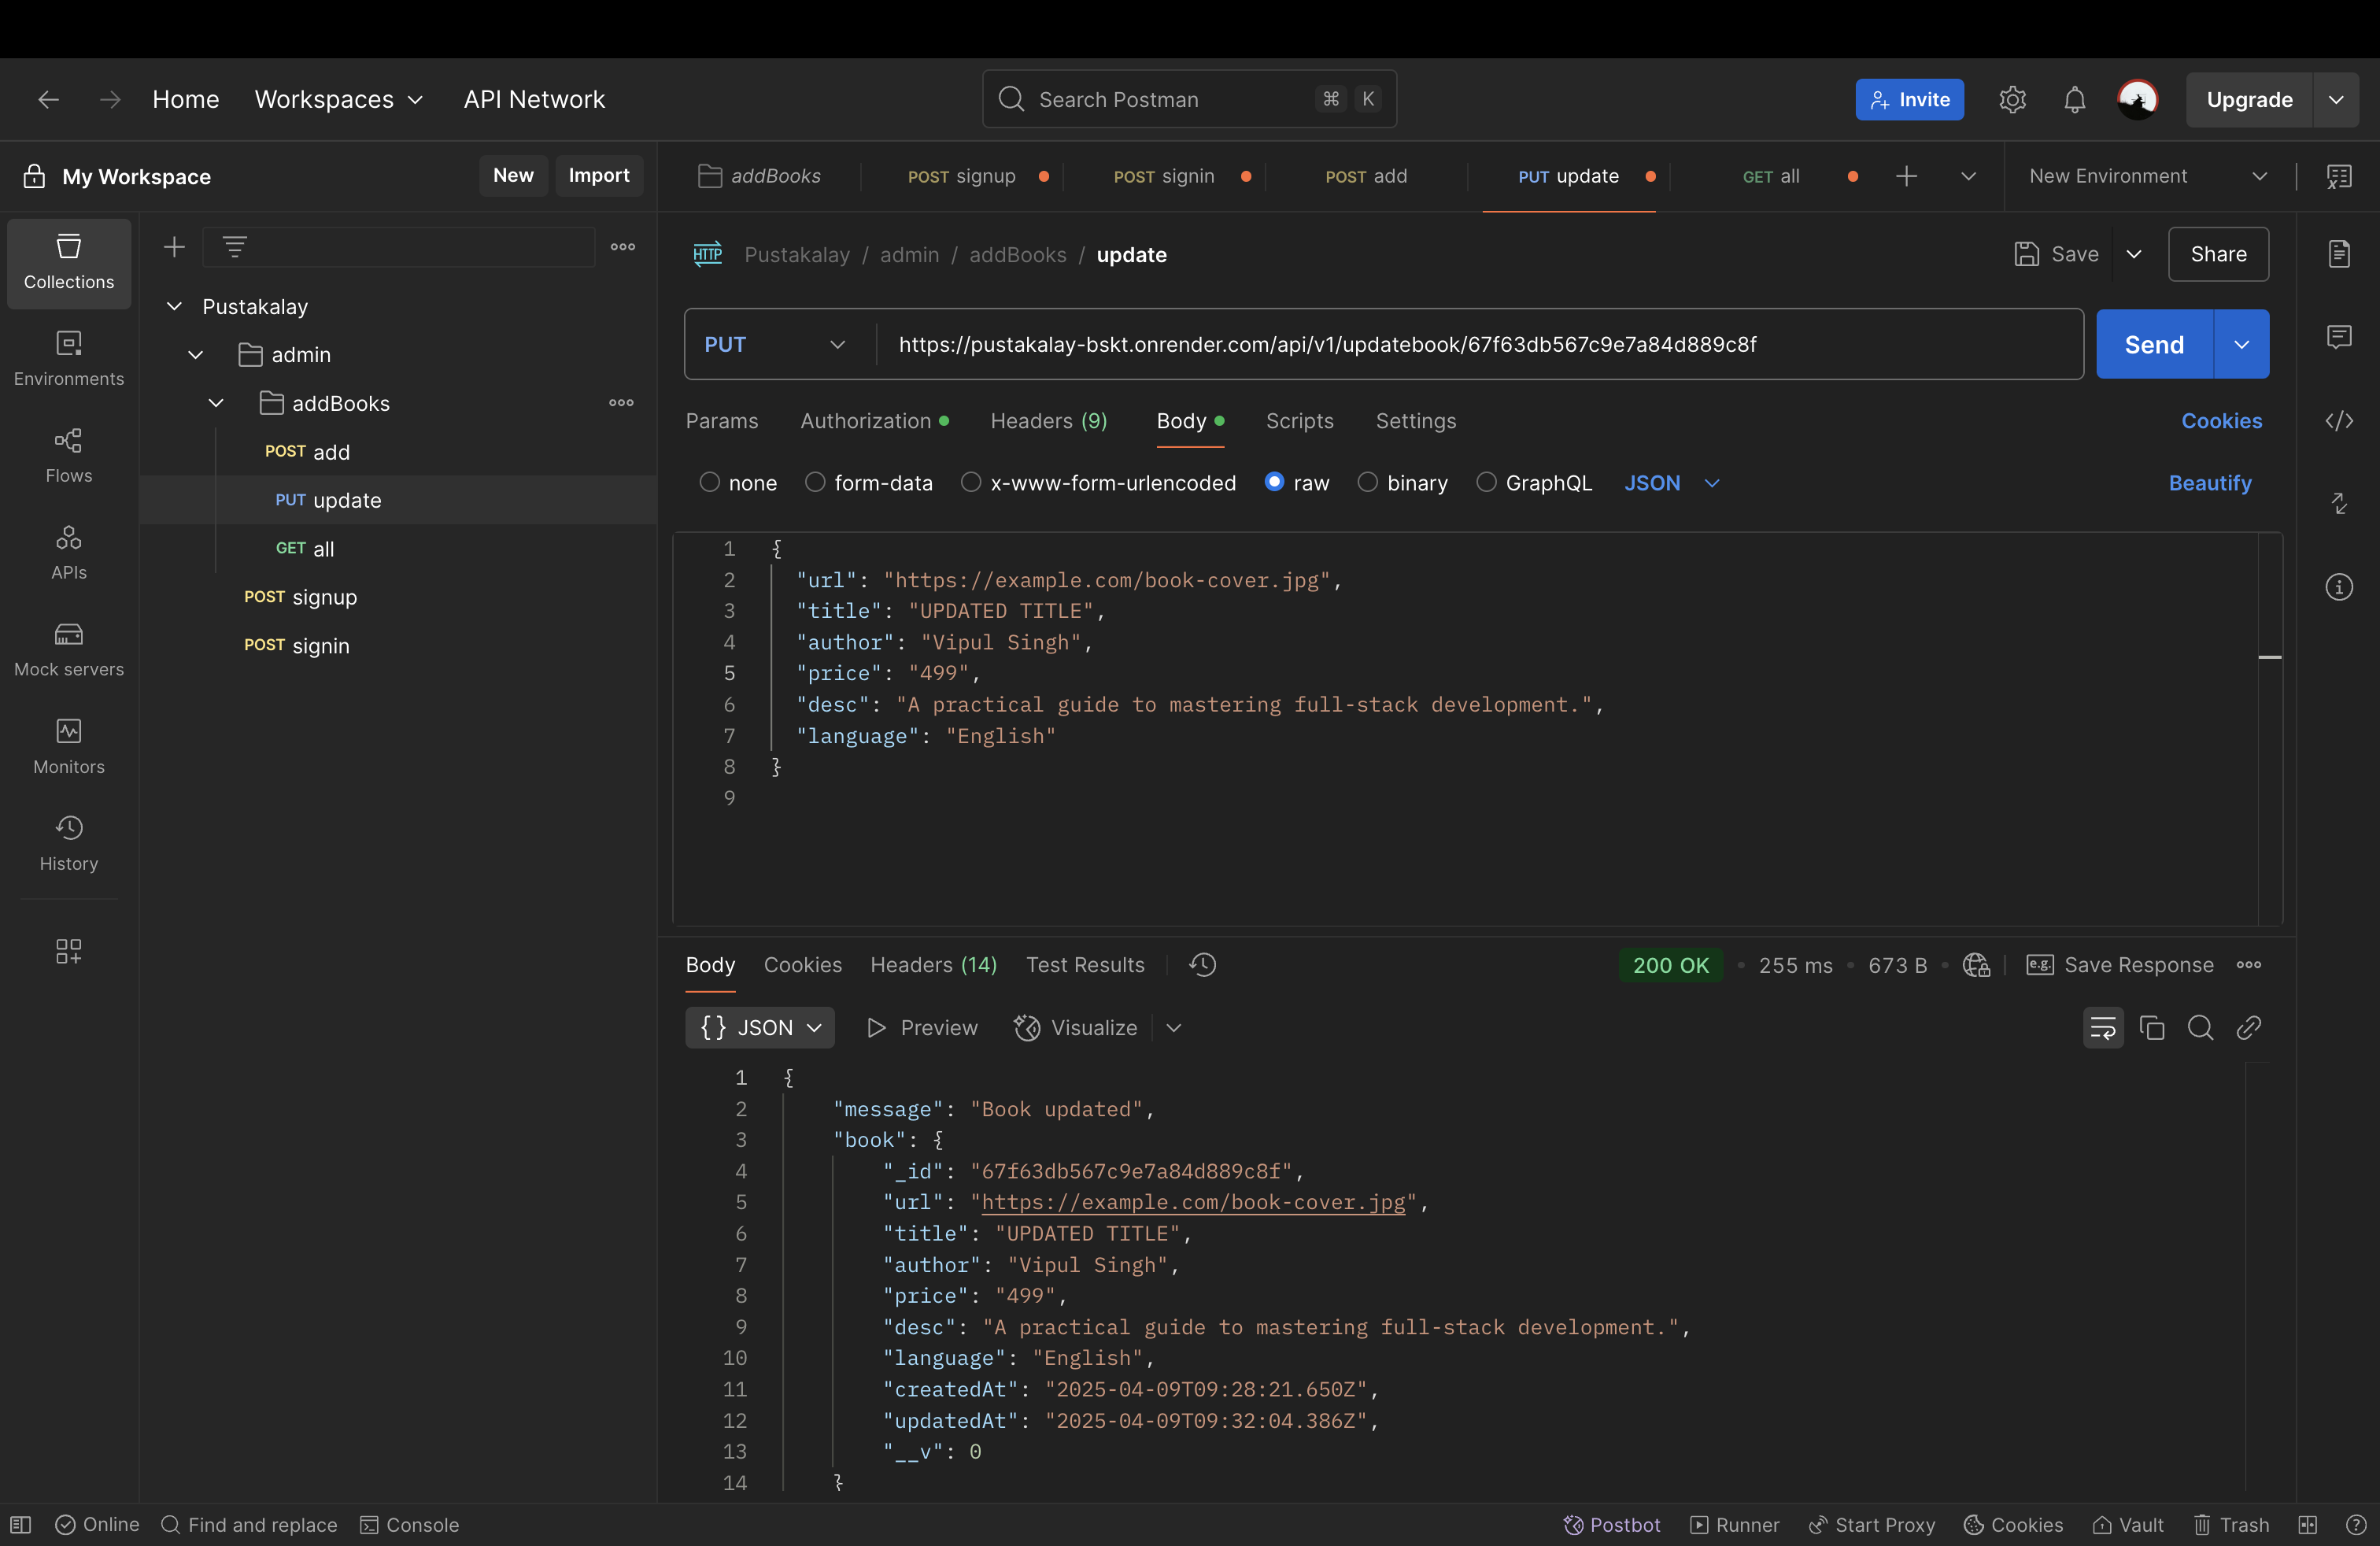 Home Workspaces API Network
Search Postman ⌘ K
Invite Upgrade
My Workspace New Import
addBooks POST signup POST signin POST add PUT update GET all New Environment
Collections
Environments
Flows
APIs
Mock servers
Monitors
History
Pustakalay
admin
addBooks
POST add
PUT update
GET all
POST signup
POST signin
HTTP Pustakalay / admin / addBooks / update Save Share
PUT https://pustakalay-bskt.onrender.com/api/v1/updatebook/67f63db567c9e7a84d889c8f Send
Params Authorization Headers (9) Body Scripts Settings Cookies
none form-data x-www-form-urlencoded raw binary GraphQL JSON Beautify
1 {
2 "url": "https://example.com/book-cover.jpg",
3 "title": "UPDATED TITLE",
4 "author": "Vipul Singh",
5 "price": "499",
6 "desc": "A practical guide to mastering full-stack development.",
7 "language": "English"
8 }
9
Body Cookies Headers (14) Test Results 200 OK • 255 ms • 673 B • e.g. Save Response
{} JSON Preview Visualize
1 {
2 "message": "Book updated",
3 "book": {
4 "_id": "67f63db567c9e7a84d889c8f",
5 "url": "https://example.com/book-cover.jpg",
6 "title": "UPDATED TITLE",
7 "author": "Vipul Singh",
8 "price": "499",
9 "desc": "A practical guide to mastering full-stack development.",
10 "language": "English",
11 "createdAt": "2025-04-09T09:28:21.650Z",
12 "updatedAt": "2025-04-09T09:32:04.386Z",
13 "__v": 0
14 }
Online Find and replace Console Postbot Runner Start Proxy Cookies Vault Trash